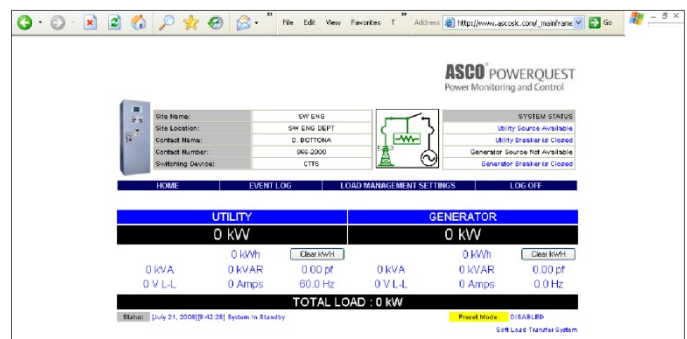 File Edit View Favorites T » Address http://www.ascosk.com/_mainframe Go
ASCO® POWERQUEST
Power Monitoring and Control
Site Name: SW ENG SYSTEM STATUS
Site Location: SW ENG DEPT Utility Source Available
Contact Name: D. BOTTONA Utility Breaker is Closed
Contact Number: 966-2000 Generator Source Not Available
Switching Device: CTTS Generator Breaker is Closed
HOME EVENT LOG LOAD MANAGEMENT SETTINGS LOG OFF
UTILITY GENERATOR
0 kW 0 kW
0 kWh Clear kWH 0 kWh Clear kWH
0 kVA 0 kVAR 0.00 pf 0 kVA 0 kVAR 0.00 pf
0 V L-L 0 Amps 60.0 Hz 0 V L-L 0 Amps 0.0 Hz
TOTAL LOAD : 0 kW
Status: [July 21, 2008][8:42:28] System In Standby Preset Mode: DISABLED
Soft Load Transfer System